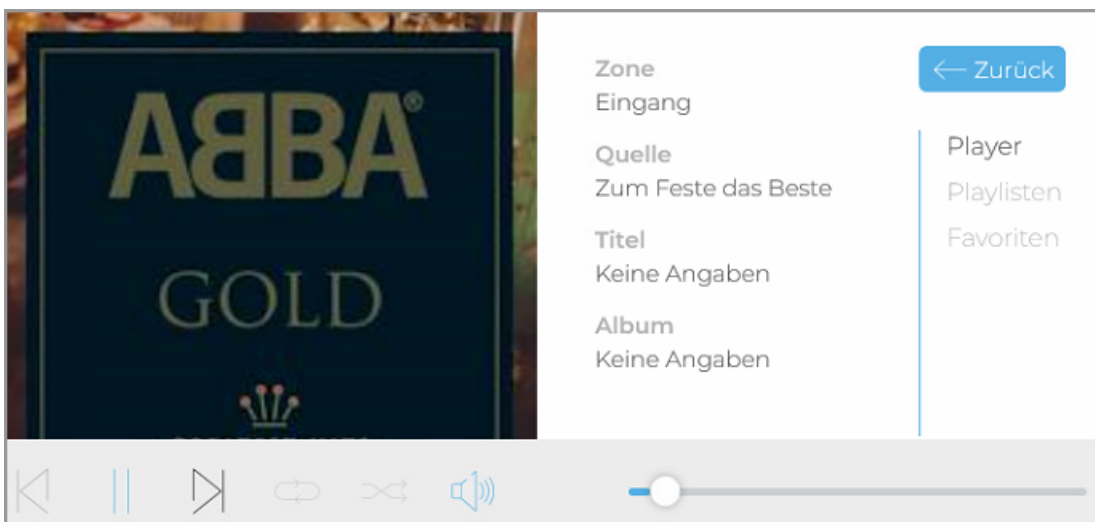 ABBA®
GOLD
Zone
Eingang
Quelle
Zum Feste das Beste
Titel
Keine Angaben
Album
Keine Angaben
← Zurück
Player
Playlisten
Favoriten